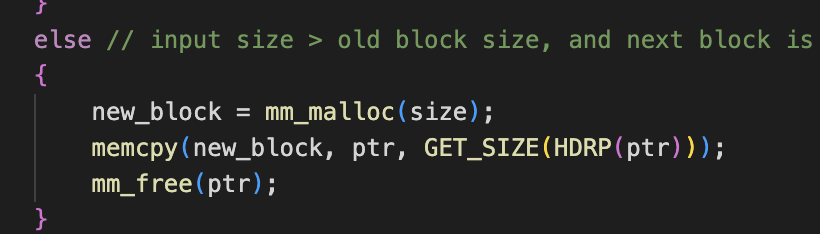 }
else // input size > old block size, and next block is
{
new_block = mm_malloc(size);
memcpy(new_block, ptr, GET_SIZE(HDRP(ptr)));
mm_free(ptr);
}